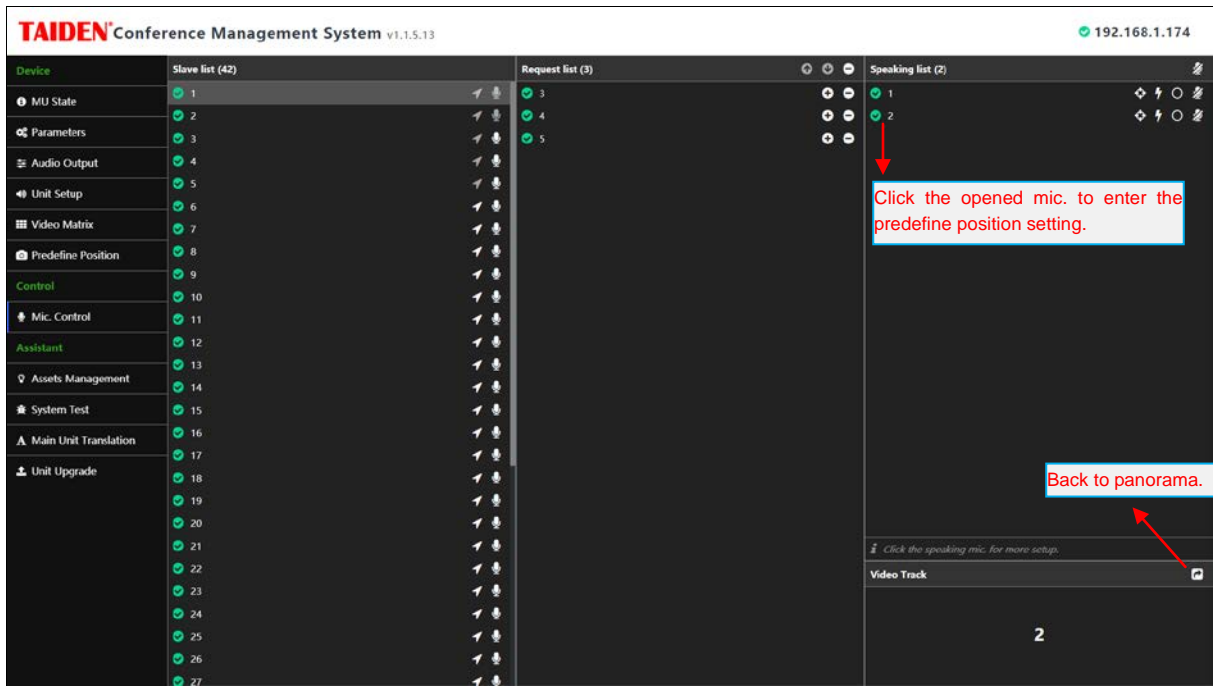 TAIDEN® Conference Management System v1.1.5.13
192.168.1.174
Device
MU State
Parameters
Audio Output
Unit Setup
Video Matrix
Predefine Position
Control
Mic. Control
Assistant
Assets Management
System Test
Main Unit Translation
Unit Upgrade
Slave list (42)
1
2
3
4
5
6
7
8
9
10
11
12
13
14
15
16
17
18
19
20
21
22
23
24
25
26
27
Request list (3)
3
4
5
Speaking list (2)
1
2
Click the opened mic. to enter the
predefine position setting.
Back to panorama.
Click the speaking mic. for more setup.
Video Track
2